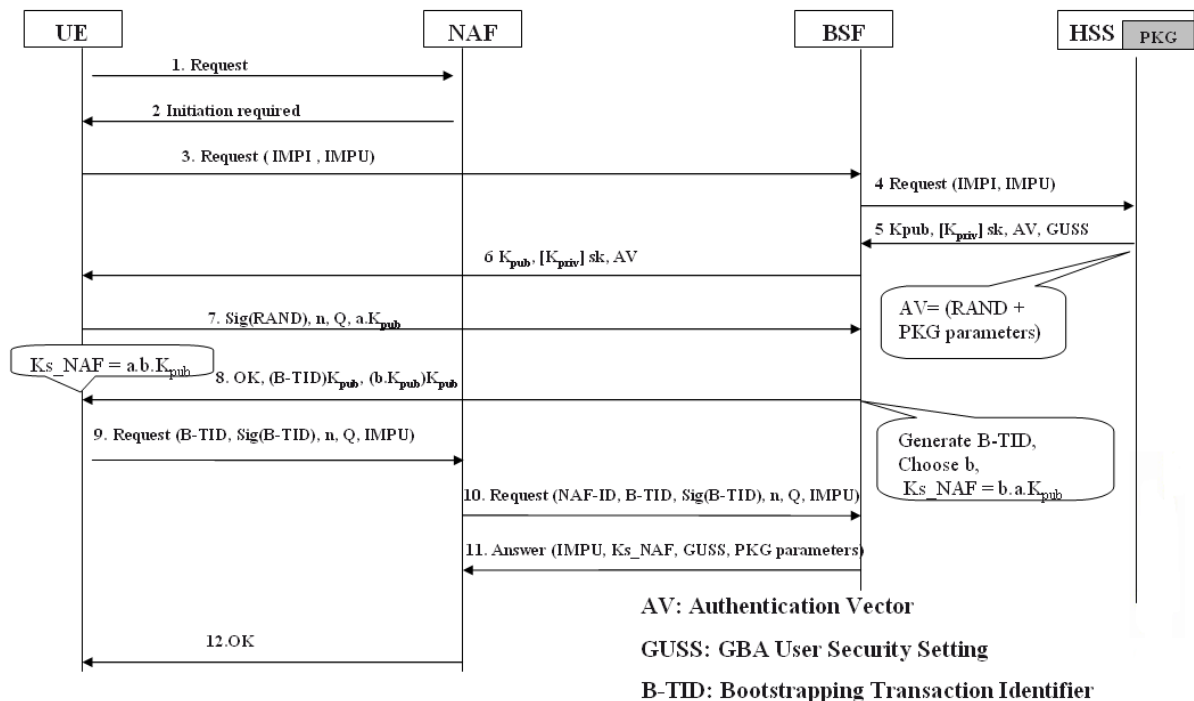 UE
NAF
BSF
HSS
PKG
1. Request
2 Initiation required
3. Request ( IMPI , IMPU)
4 Request (IMPI, IMPU)
5 Kpub, [Kpriv] sk, AV, GUSS
6 Kpub, [Kpriv] sk, AV
AV= (RAND +
PKG parameters)
7. Sig(RAND), n, Q, a.Kpub
Ks_NAF = a.b.Kpub
8. OK, (B-TID)Kpub, (b.Kpub)Kpub
Generate B-TID,
Choose b,
Ks_NAF = b.a.Kpub
9. Request (B-TID, Sig(B-TID), n, Q, IMPU)
10. Request (NAF-ID, B-TID, Sig(B-TID), n, Q, IMPU)
11. Answer (IMPU, Ks_NAF, GUSS, PKG parameters)
12.OK
AV: Authentication Vector
GUSS: GBA User Security Setting
B-TID: Bootstrapping Transaction Identifier